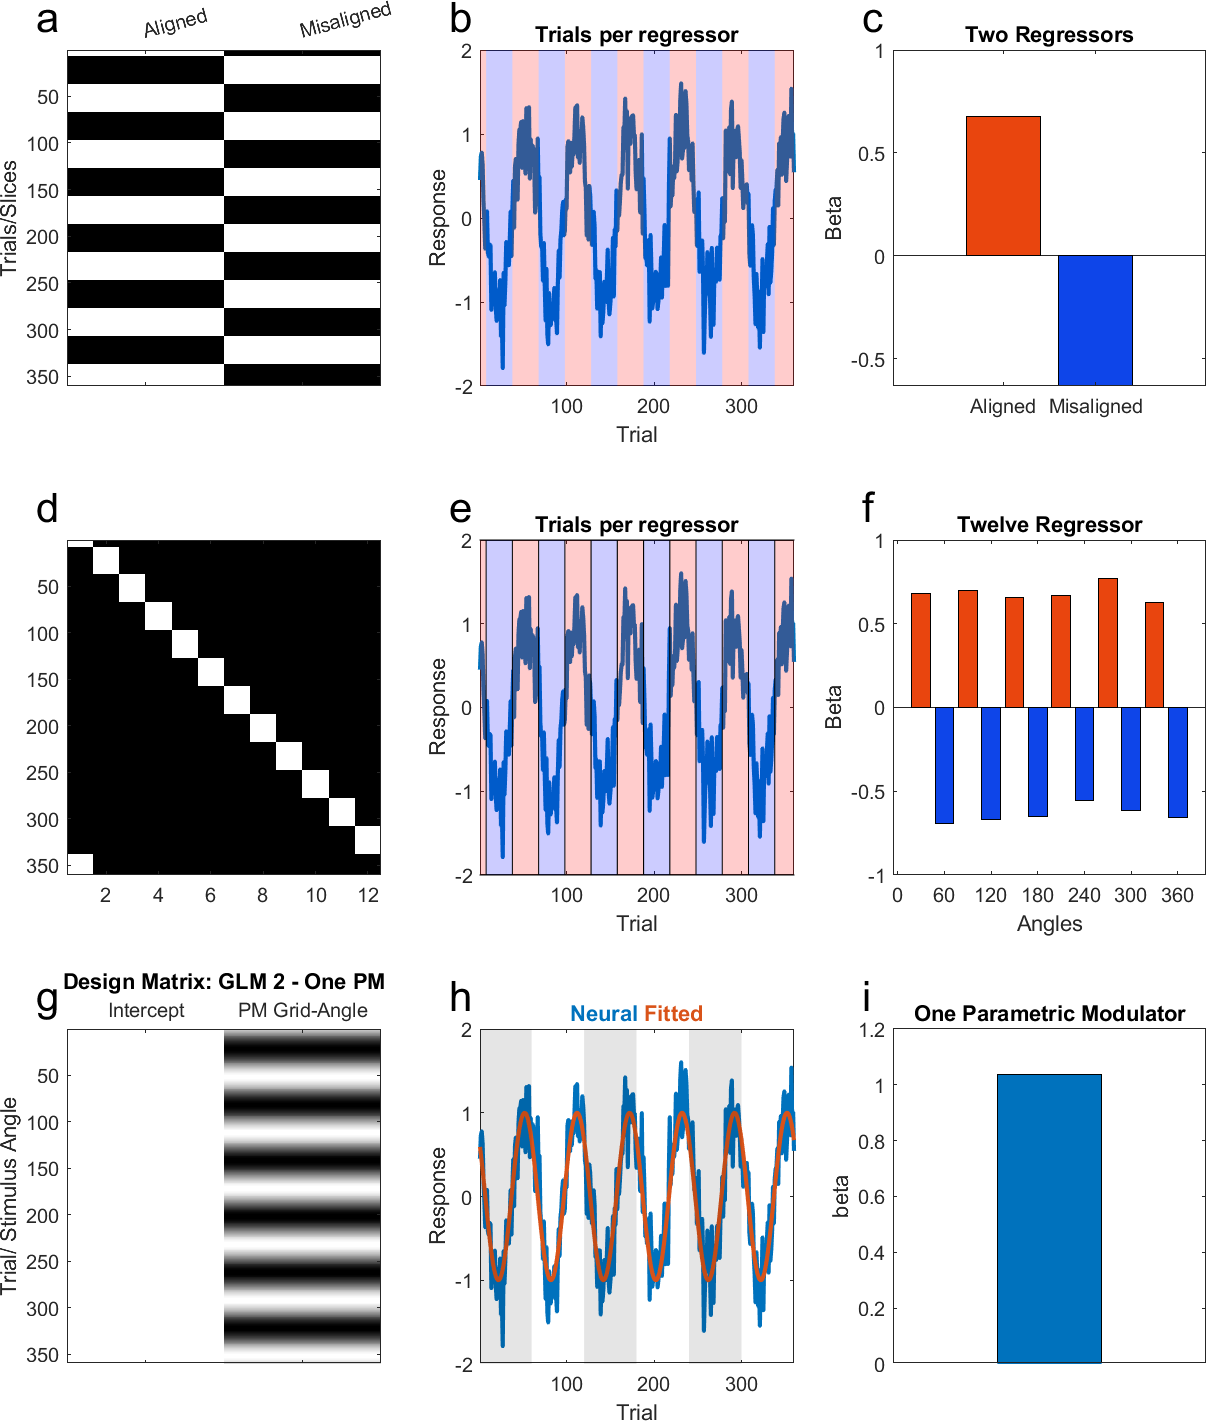 a
Aligned
Misaligned
50
100
150
200
250
300
350
Trials/Slices
b
Trials per regressor
2
1
0
-1
-2
Response
100
200
300
Trial
c
Two Regressors
1
0.5
0
-0.5
Beta
Aligned
Misaligned
d
50
100
150
200
250
300
350
2
4
6
8
10
12
e
Trials per regressor
2
1
0
-1
-2
Response
100
200
300
Trial
f
Twelve Regressor
1
0.5
0
-0.5
-1
Beta
0
60
120
180
240
300
360
Angles
g
Design Matrix: GLM 2 - One PM
Intercept
PM Grid-Angle
50
100
150
200
250
300
350
Trial/ Stimulus Angle
h
Neural Fitted
2
1
0
-1
-2
Response
100
200
300
Trial
i
One Parametric Modulator
1.2
1
0.8
0.6
0.4
0.2
0
beta